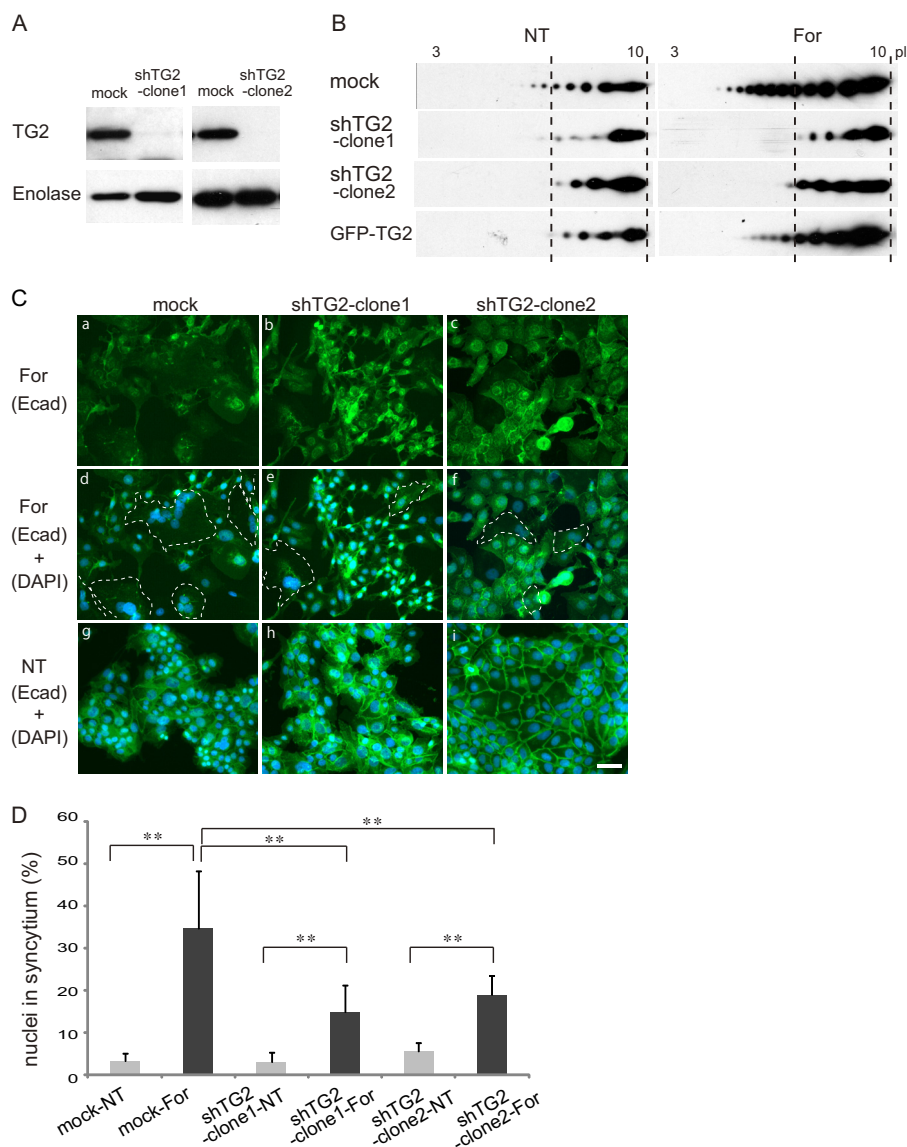 A
mock
shTG2
-clone1
mock
shTG2
-clone2
TG2
Enolase
B
NT
For
3
10
3
10 pI
mock
shTG2
-clone1
shTG2
-clone2
GFP-TG2
C
mock
shTG2-clone1
shTG2-clone2
For
(Ecad)
a
b
c
For
(Ecad)
+
(DAPI)
d
e
f
NT
(Ecad)
+
(DAPI)
g
h
i
D
nuclei in syncytium (%)
60
50
40
30
20
10
0
**
**
**
**
**
mock-NT
mock-For
shTG2
-clone1-NT
shTG2
-clone1-For
shTG2
-clone2-NT
shTG2
-clone2-For